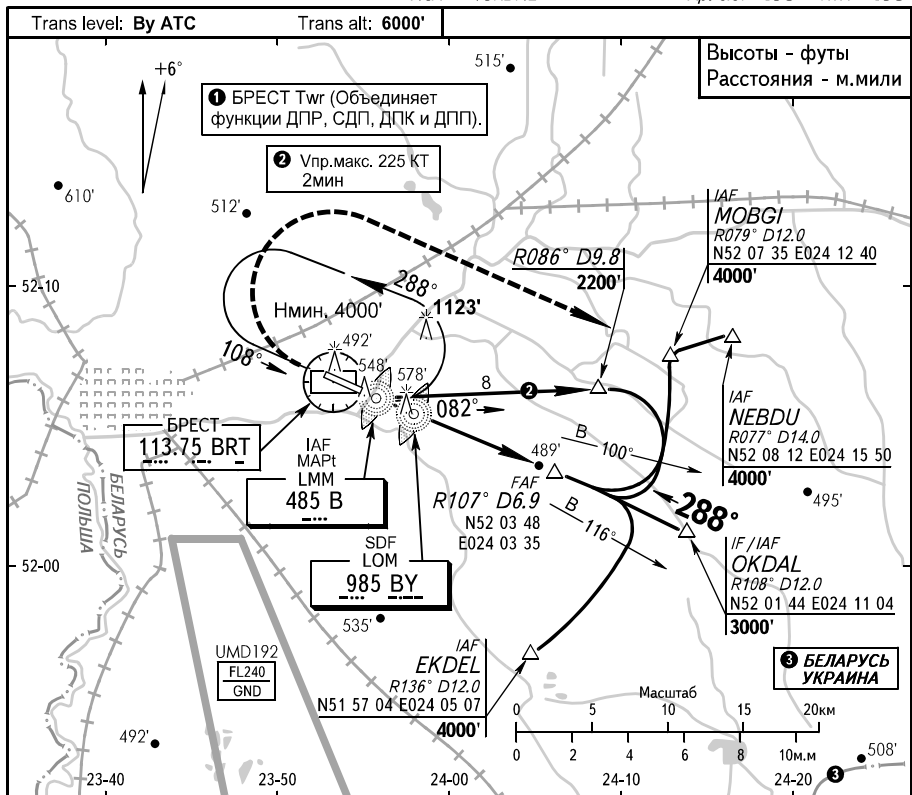 Trans level: By ATC
Trans alt: 6000'
Высоты - футы
Расстояния - м.мили
+6°
515'
❶ БРЕСТ Twr (Объединяет
функции ДПР, СДП, ДПК и ДПП).
❷ Vпр.макс. 225 КТ
2мин
610'
512'
IAF
MOBGI
R079° D12.0
N52 07 35 E024 12 40
4000'
R086° D9.8
2200'
52-10
288°
1123'
Hмин. 4000'
108°
492'
548'
578'
8
❷
082°
БРЕСТ
113.75 BRT
IAF
MAPt
LMM
485 B
SDF
LOM
985 BY
489'
FAF
R107° D6.9
N52 03 48
E024 03 35
B
100°
B
116°
288°
IAF
NEBDU
R077° D14.0
N52 08 12 E024 15 50
4000'
495'
IF / IAF
OKDAL
R108° D12.0
N52 01 44 E024 11 04
3000'
БЕЛАРУСЬ
ПОЛЬША
52-00
535'
UMD192
FL240
GND
IAF
EKDEL
R136° D12.0
N51 57 04 E024 05 07
4000'
❸ БЕЛАРУСЬ
УКРАИНА
Масштаб
0 5 10 15 20км
0 2 4 6 8 10м.м
492'
508'
❸
23-40
23-50
24-00
24-10
24-20